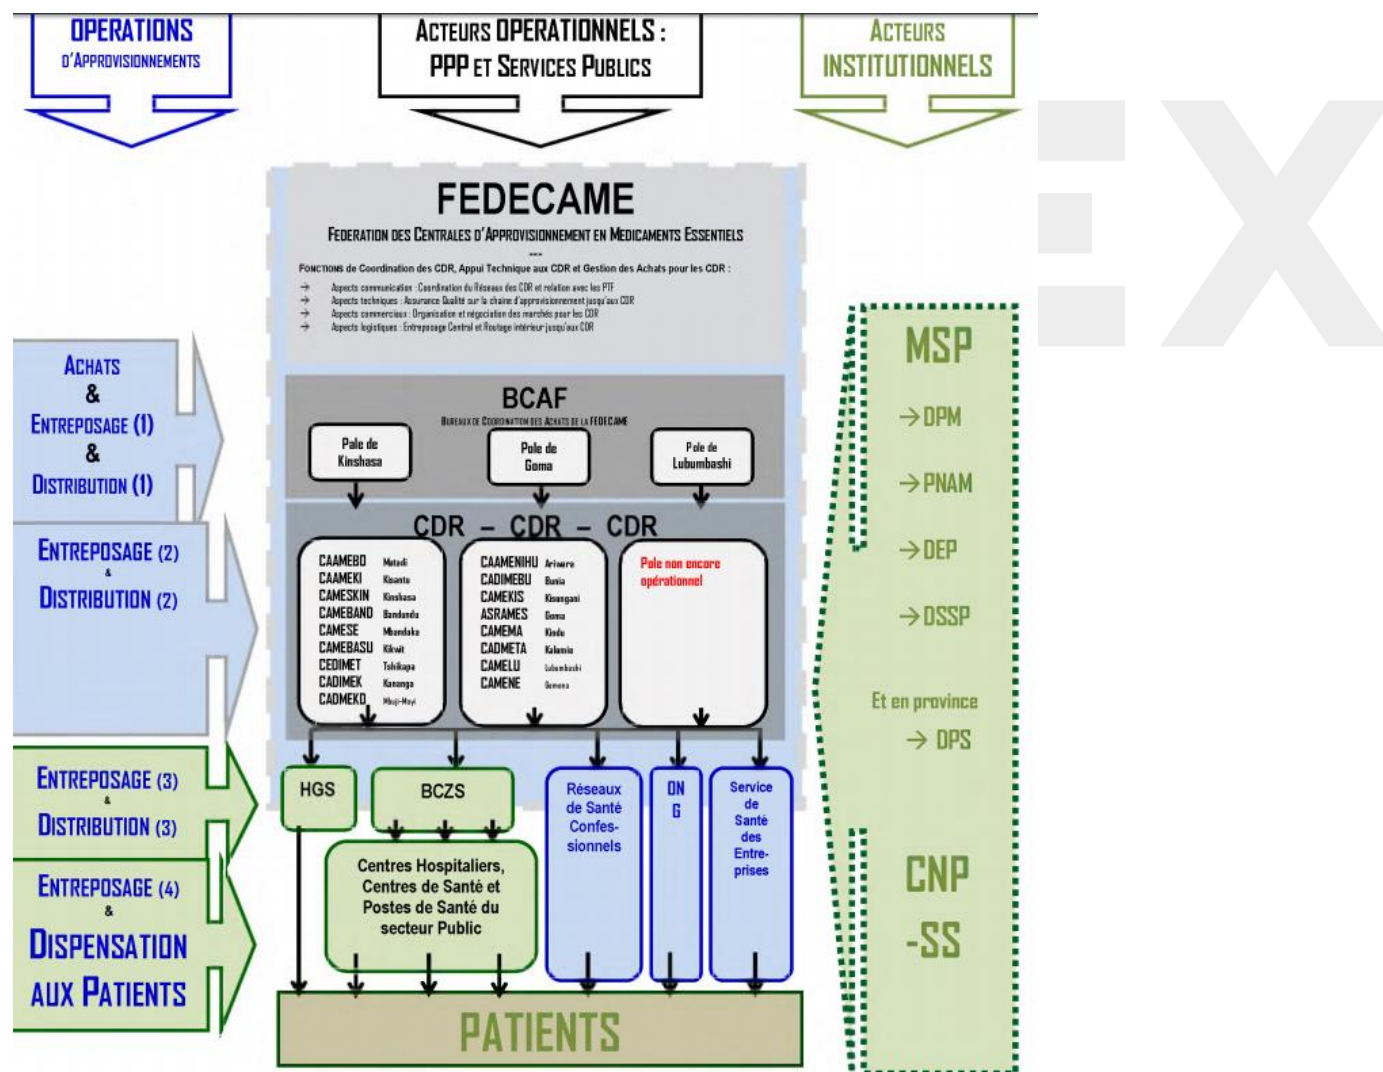 OPERATIONS
D'APPROVISIONNEMENTS
ACTEURS OPERATIONNELS :
PPP ET SERVICES PUBLICS
ACTEURS
INSTITUTIONNELS
EX
FEDECAME
FEDERATION DES CENTRALES D'APPROVISIONNEMENT EN MEDICAMENTS ESSENTIELS
---
FONCTIONS de Coordination des CDR, Appui Technique aux CDR et Gestion des Achats pour les CDR :
→ Aspects communication : Coordination du Réseaux des CDR et relation avec les PTF
→ Aspects techniques : Assurance Qualité sur la chaine d'approvisionnement jusqu'aux CDR
→ Aspects commerciaux : Organisation et négociation des marchés pour les CDR
→ Aspects logistiques : Entreposage Central et Routage intérieur jusqu'aux CDR
ACHATS
&
ENTREPOSAGE (1)
&
DISTRIBUTION (1)
BCAF
BUREAUX DE COORDINATION DES ACHATS DE LA FEDECAME
Pale de
Kinshasa
Pole de
Goma
Pole de
Lubumbashi
ENTREPOSAGE (2)
&
DISTRIBUTION (2)
CDR – CDR – CDR
CAAMEBO Matadi
CAAMEKI Kisantu
CAMESKIN Kinshasa
CAMEBAND Bandundu
CAMESE Mbandaka
CAMEBASU Kikwit
CEDIMET Tshikapa
CADIMEK Kananga
CADMEKO Mbuji-Mayi
CAAMENIHU Ariwara
CADIMEBU Bunia
CAMEKIS Kisangani
ASRAMES Goma
CAMEMA Kindu
CADMETA Kalemie
CAMELU Lubumbashi
CAMENE Gemena
Pole non encore
opérationnel
ENTREPOSAGE (3)
&
DISTRIBUTION (3)
HGS
BCZS
Réseaux
de Santé
Confes-
sionnels
ON
G
Service
de
Santé
des
Entre-
prises
ENTREPOSAGE (4)
&
DISPENSATION
AUX PATIENTS
Centres Hospitaliers,
Centres de Santé et
Postes de Santé du
secteur Public
PATIENTS
MSP
→ DPM
→ PNAM
→ DEP
→ DSSP
Et en province
→ DPS
CNP
-SS